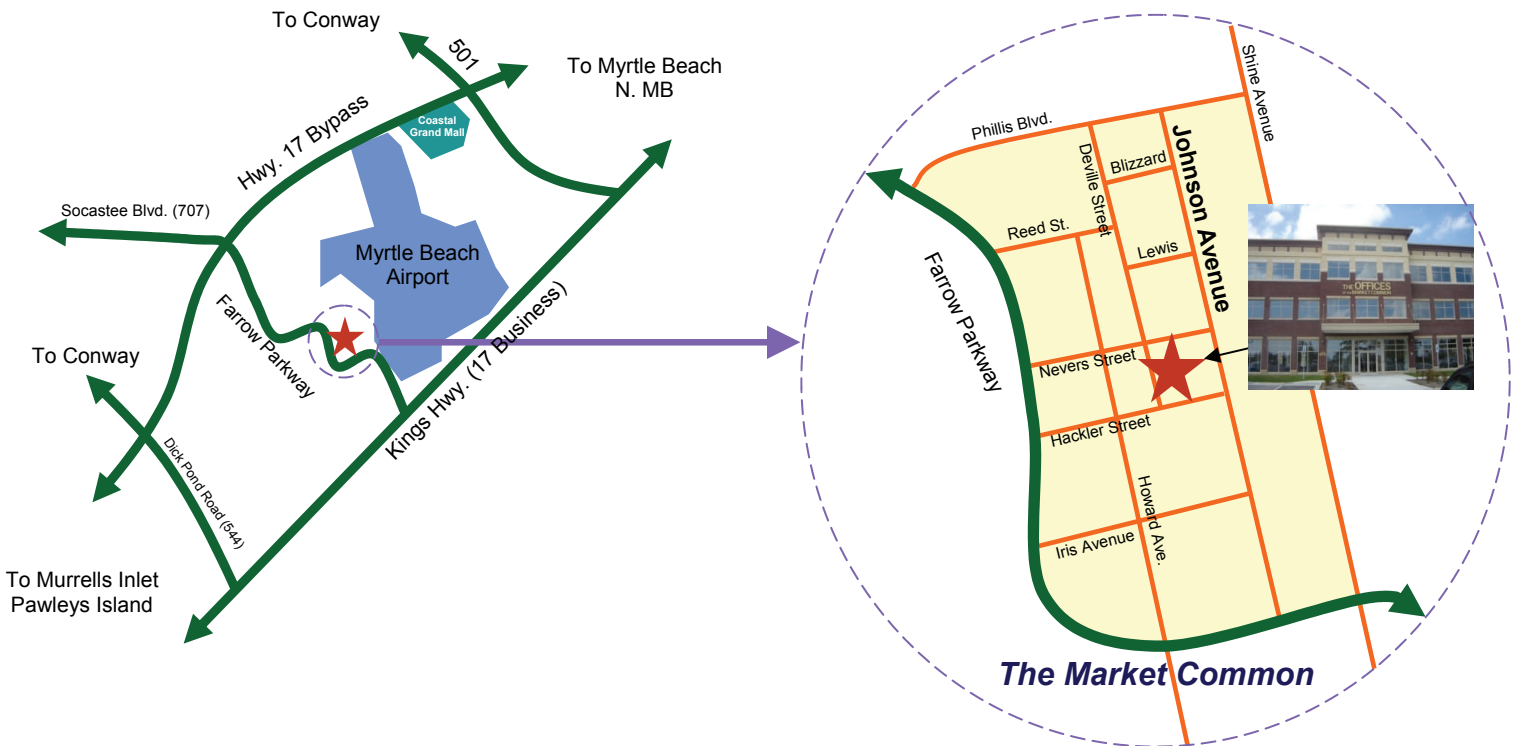 To Conway
501
To Myrtle Beach
N. MB
Hwy. 17 Bypass
Coastal
Grand Mall
Socastee Blvd. (707)
Myrtle Beach
Airport
Farrow Parkway
Kings Hwy. (17 Business)
To Conway
Dick Pond Road (544)
To Murrells Inlet
Pawleys Island
Shine Avenue
Phillis Blvd.
Deville Street
Blizzard
Johnson Avenue
Reed St.
Lewis
Farrow Parkway
THE OFFICES
MARKET COMMON
Nevers Street
Hackler Street
Howard Ave.
Iris Avenue
The Market Common